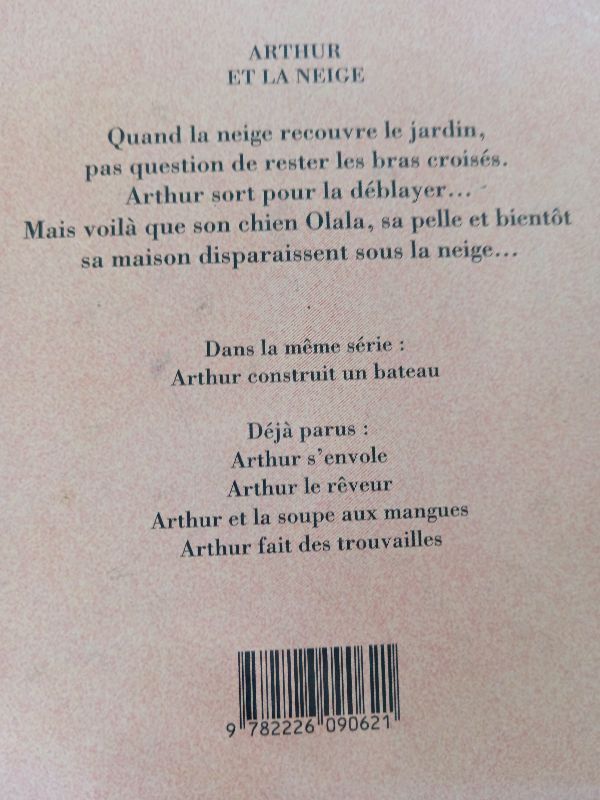 ARTHUR
ET LA NEIGE
Quand la neige recouvre le jardin,
pas question de rester les bras croisés.
Arthur sort pour la déblayer...
Mais voilà que son chien Olala, sa pelle et bientôt
sa maison disparaissent sous la neige...
Dans la même série :
Arthur construit un bateau
Déjà parus :
Arthur s'envole
Arthur le rêveur
Arthur et la soupe aux mangues
Arthur fait des trouvailles
9 782226 090621